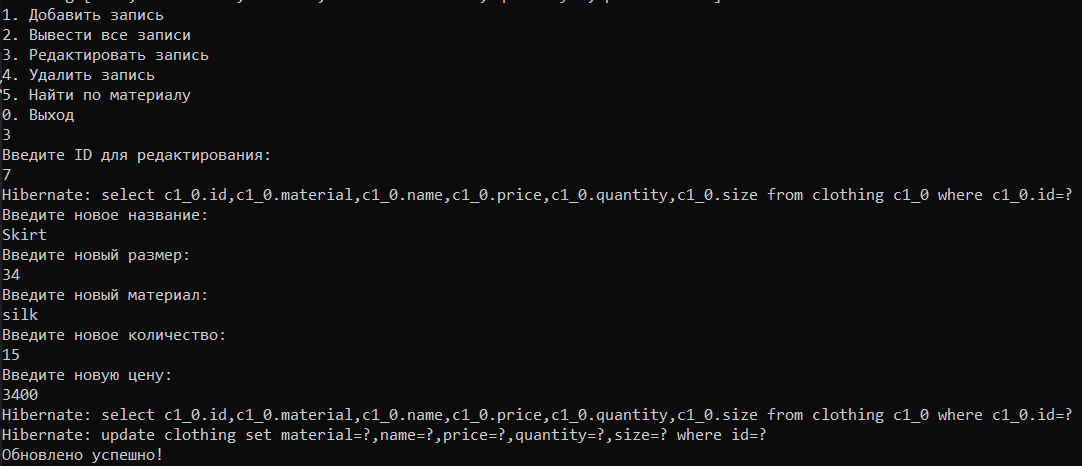 1. Добавить запись
2. Вывести все записи
3. Редактировать запись
4. Удалить запись
5. Найти по материалу
0. Выход
3
Введите ID для редактирования:
7
Hibernate: select c1_0.id,c1_0.material,c1_0.name,c1_0.price,c1_0.quantity,c1_0.size from clothing c1_0 where c1_0.id=?
Введите новое название:
Skirt
Введите новый размер:
34
Введите новый материал:
silk
Введите новое количество:
15
Введите новую цену:
3400
Hibernate: select c1_0.id,c1_0.material,c1_0.name,c1_0.price,c1_0.quantity,c1_0.size from clothing c1_0 where c1_0.id=?
Hibernate: update clothing set material=?,name=?,price=?,quantity=?,size=? where id=?
Обновлено успешно!